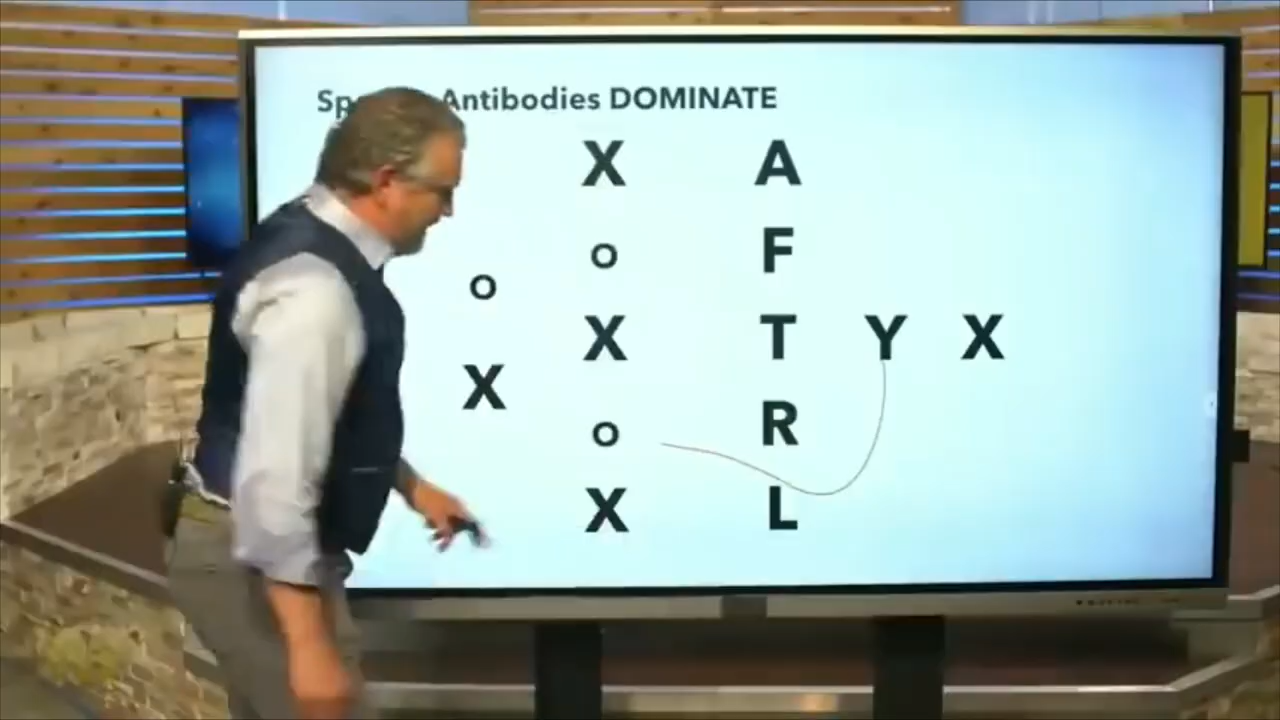 Antibodies DOMINATE
X A
o F
o
X T Y X
X
o R
X L